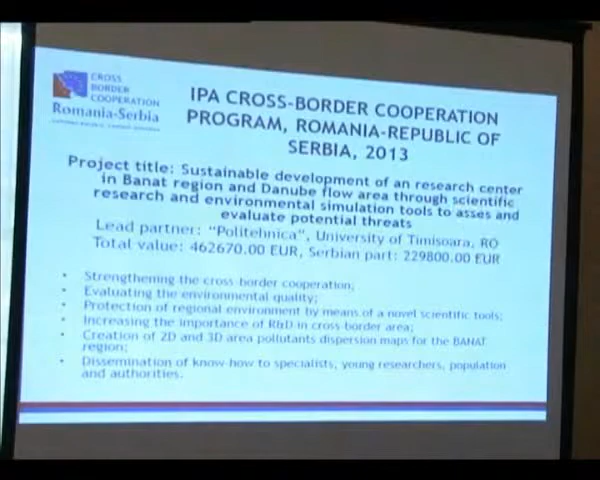 CROSS
BORDER
COOPERATION
Romania-Serbia
IPA CROSS-BORDER COOPERATION
PROGRAM, ROMANIA-REPUBLIC OF
SERBIA, 2013
Project title: Sustainable development of an research center
in Banat region and Danube flow area through scientific
research and environmental simulation tools to asses and
evaluate potential threats
Lead partner: "Politehnica", University of Timisoara, RO
Total value: 462670.00 EUR, Serbian part: 229800.00 EUR
• Strengthening the cross-border cooperation;
• Evaluating the environmental quality;
• Protection of regional environment by means of a novel scientific tools;
• Increasing the importance of R&D in cross border area;
• Creation of 2D and 3D area pollutants dispersion maps for the BANAT
region;
• Dissemination of know-how to specialists, young researchers, population
and authorities.